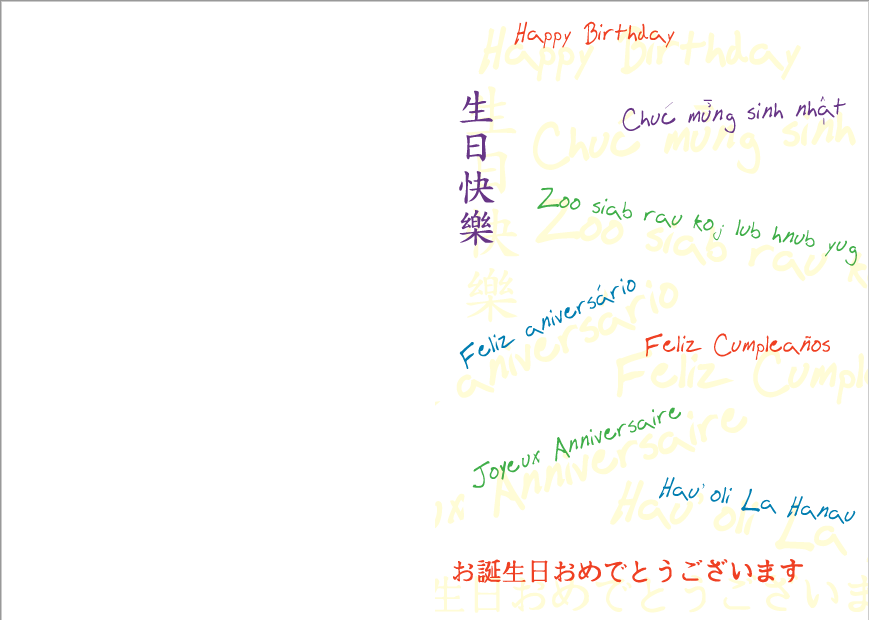 Happy Birthday
生日快樂
Chuć mủng sinh nhật
Zoo siab rau koj lub hnub yug
Feliz aniversário
Feliz Cumpleaños
Joyeux Anniversaire
Hau'oli La Hanau
お誕生日おめでとうございます